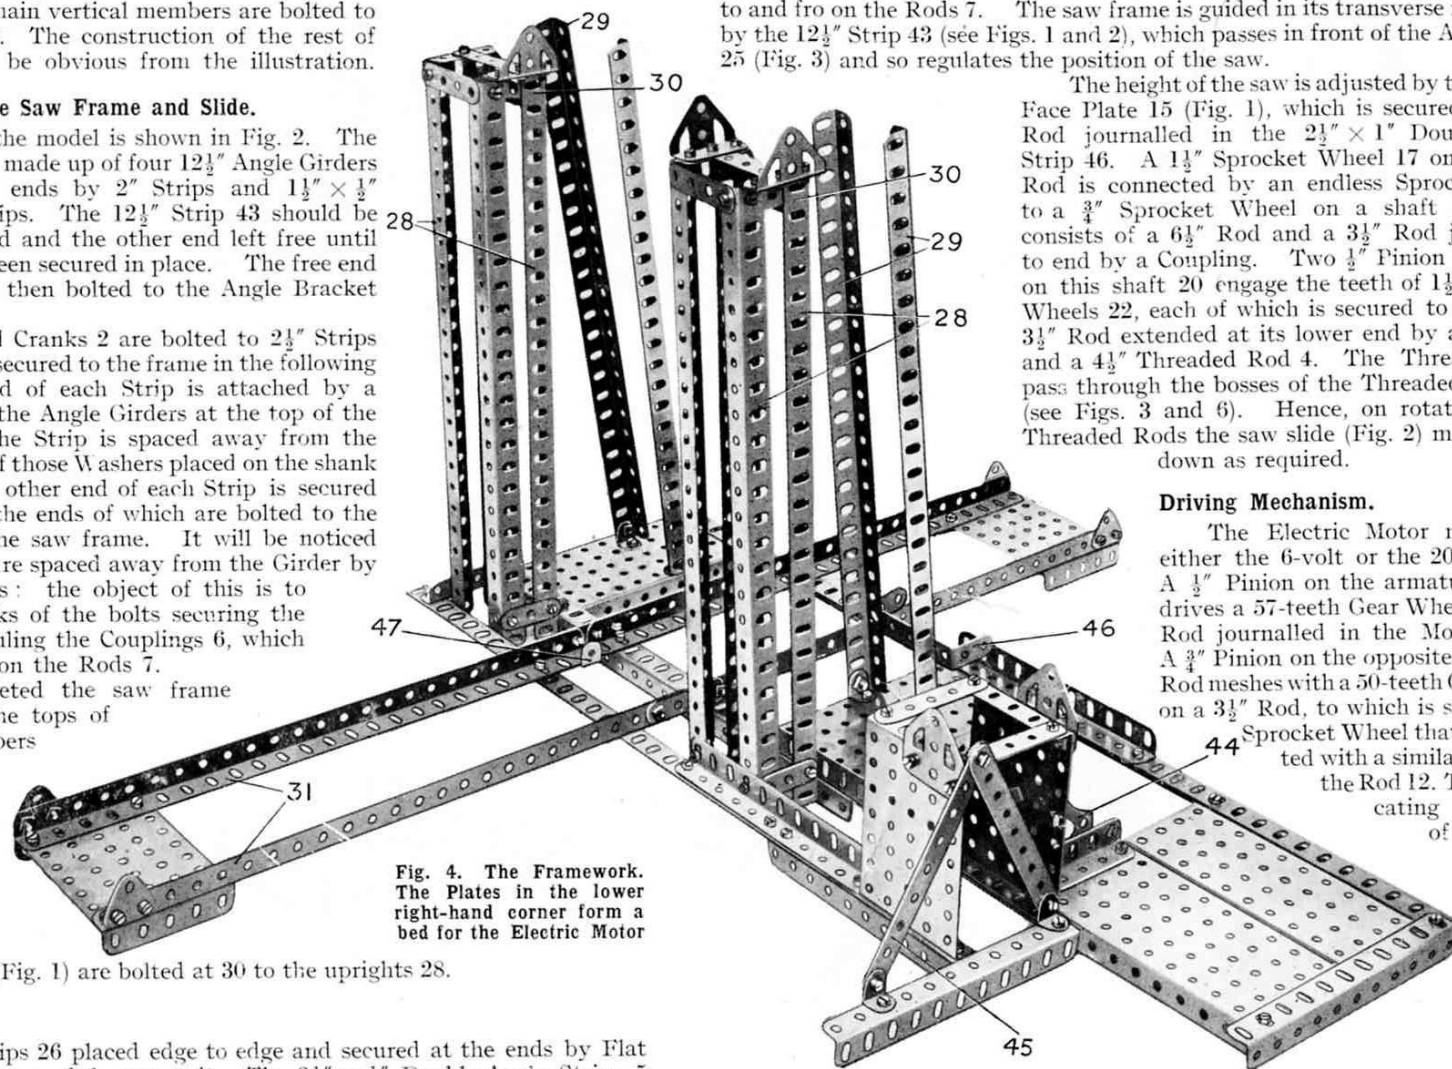 main vertical members are bolted to
. The construction of the rest of
be obvious from the illustration.
e Saw Frame and Slide.
the model is shown in Fig. 2. The
made up of four 12½″ Angle Girders
ends by 2″ Strips and 1½″ × ½″
ips. The 12½″ Strip 43 should be
d and the other end left free until
een secured in place. The free end
then bolted to the Angle Bracket
d Cranks 2 are bolted to 2½″ Strips
secured to the frame in the following
d of each Strip is attached by a
the Angle Girders at the top of the
he Strip is spaced away from the
f those Washers placed on the shank
other end of each Strip is secured
the ends of which are bolted to the
he saw frame. It will be noticed
re spaced away from the Girder by
s: the object of this is to
ks of the bolts securing the
uling the Couplings 6, which
on the Rods 7.
eted the saw frame
he tops of
bers
Fig. 1) are bolted at 30 to the uprights 28.
ips 26 placed edge to edge and secured at the ends by Flat
29
30
28
30
29
28
47
46
44
31
45
Fig. 4. The Framework.
The Plates in the lower
right-hand corner form a
bed for the Electric Motor
to and fro on the Rods 7. The saw frame is guided in its transverse
by the 12½″ Strip 43 (see Figs. 1 and 2), which passes in front of the A
25 (Fig. 3) and so regulates the position of the saw.
The height of the saw is adjusted by t
Face Plate 15 (Fig. 1), which is secured
Rod journalled in the 2½″ × 1″ Dou
Strip 46. A 1½″ Sprocket Wheel 17 on
Rod is connected by an endless Sproc
to a ¾″ Sprocket Wheel on a shaft
consists of a 6½″ Rod and a 3½″ Rod j
to end by a Coupling. Two ½″ Pinion
on this shaft 20 engage the teeth of 1½
Wheels 22, each of which is secured to
3½″ Rod extended at its lower end by a
and a 4½″ Threaded Rod 4. The Thre
pass through the bosses of the Threaded
(see Figs. 3 and 6). Hence, on rotat
Threaded Rods the saw slide (Fig. 2) m
down as required.
Driving Mechanism.
The Electric Motor m
either the 6-volt or the 20
A ½″ Pinion on the armatu
drives a 57-teeth Gear Whe
Rod journalled in the Mo
A ¾″ Pinion on the opposite
Rod meshes with a 50-teeth G
on a 3½″ Rod, to which is s
Sprocket Wheel tha
ted with a simila
the Rod 12. T
cating
of